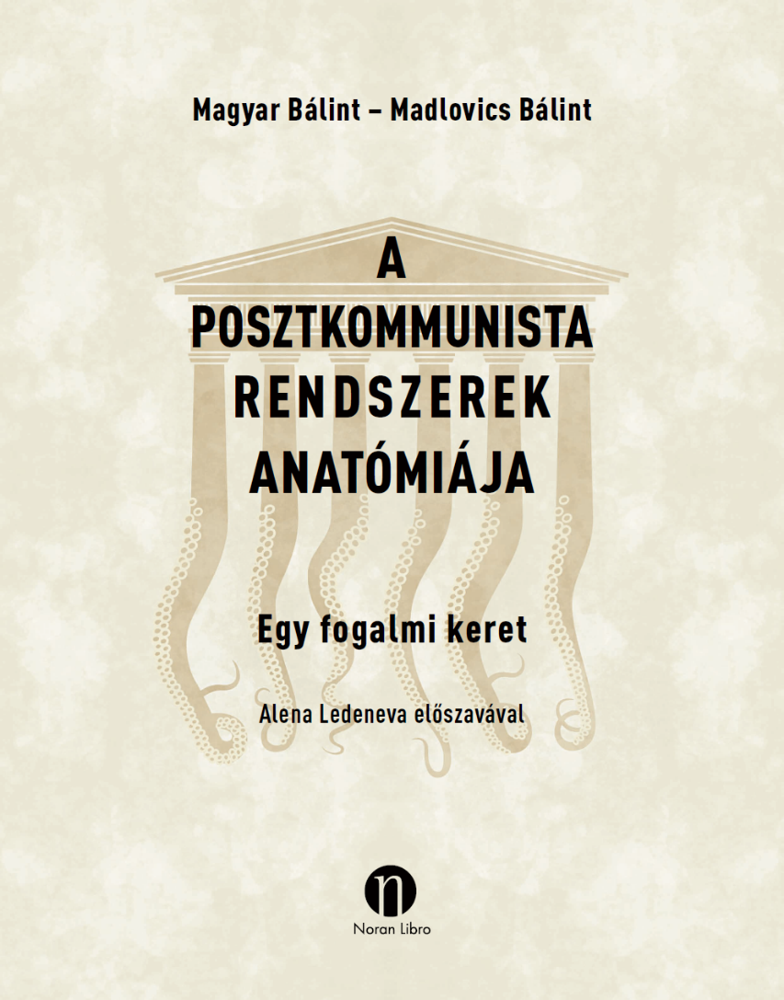 Magyar Bálint – Madlovics Bálint
A
POSZTKOMMUNISTA
RENDSZEREK
ANATÓMIÁJA
Egy fogalmi keret
Alena Ledeneva előszavával
n
Noran Libro